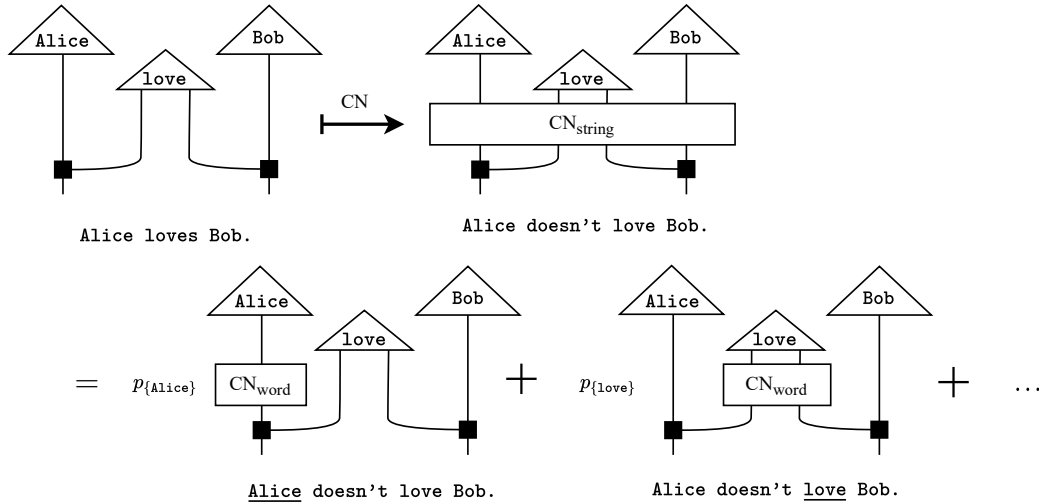 Alice love Bob CN Alice love Bob
CN_string
Alice loves Bob. Alice doesn't love Bob.
Alice love Bob Alice love Bob
= p_{Alice} CN_word + p_{love} CN_word + ...
Alice doesn't love Bob. Alice doesn't love Bob.